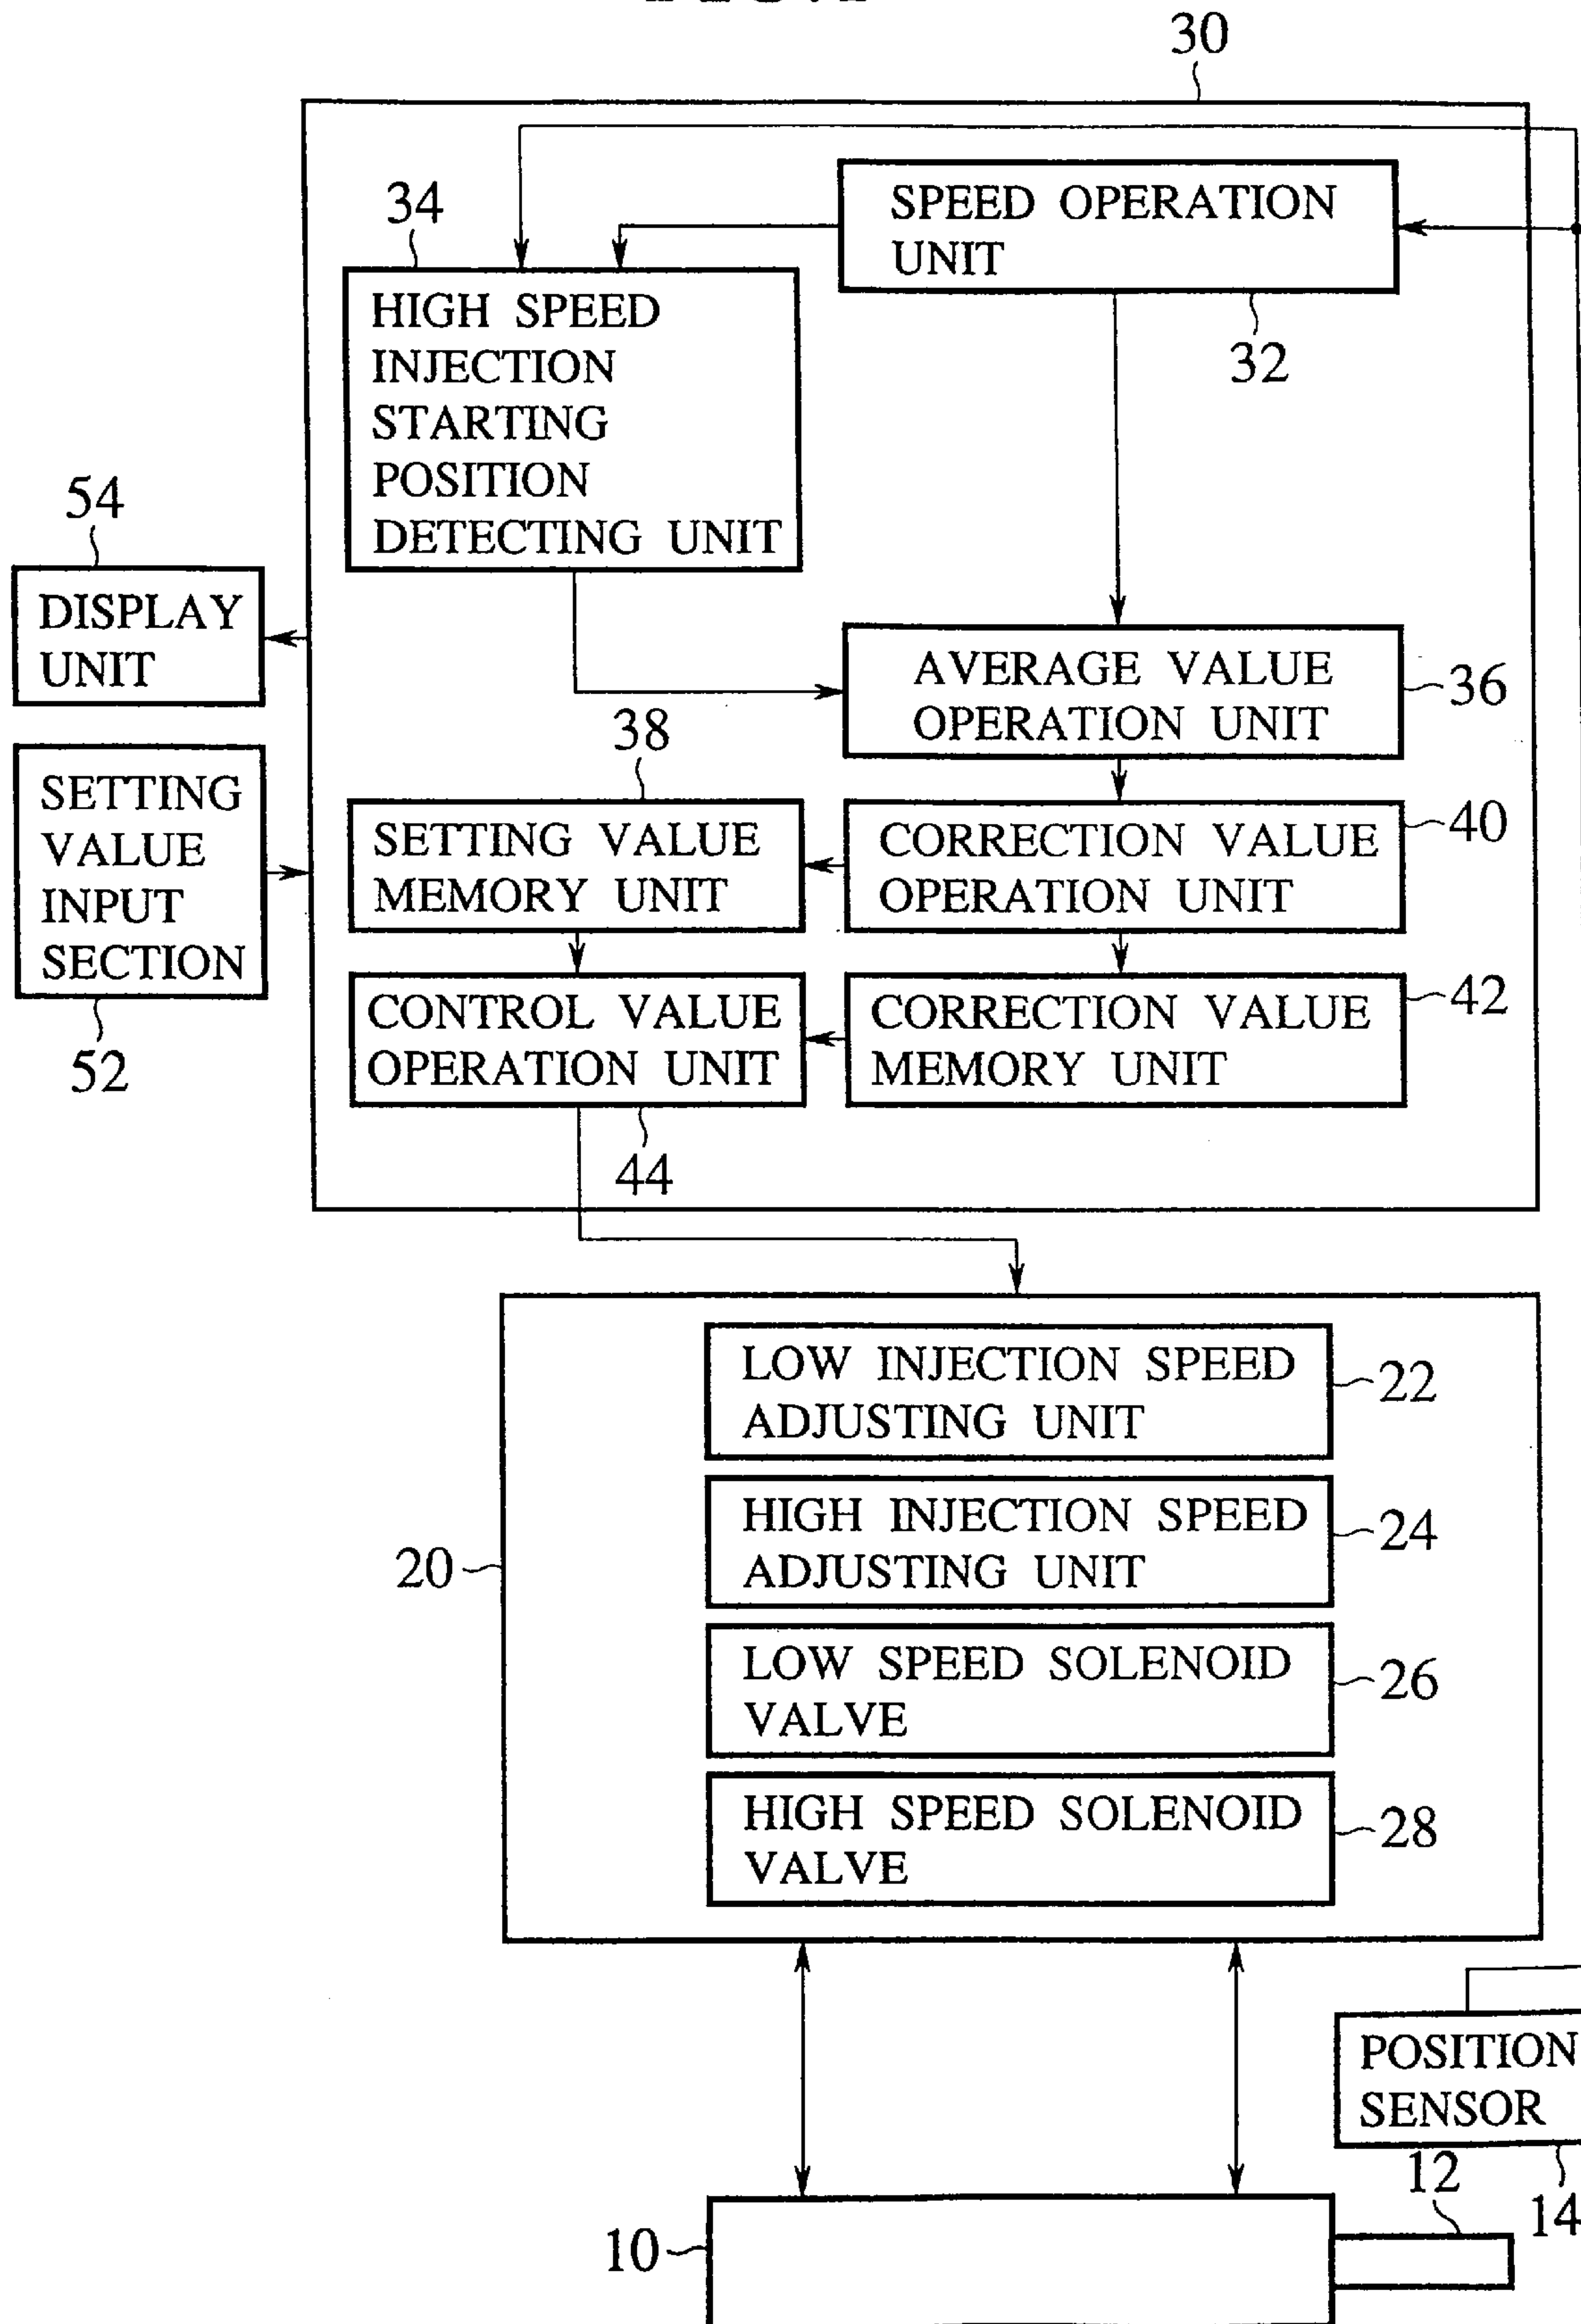 30
34
SPEED OPERATION
UNIT
32
HIGH SPEED
INJECTION
STARTING
POSITION
DETECTING UNIT
54
DISPLAY
UNIT
AVERAGE VALUE
OPERATION UNIT
36
38
SETTING
VALUE
INPUT
SECTION
52
SETTING VALUE
MEMORY UNIT
CORRECTION VALUE
OPERATION UNIT
40
CONTROL VALUE
OPERATION UNIT
44
CORRECTION VALUE
MEMORY UNIT
42
20
LOW INJECTION SPEED
ADJUSTING UNIT
22
HIGH INJECTION SPEED
ADJUSTING UNIT
24
LOW SPEED SOLENOID
VALVE
26
HIGH SPEED SOLENOID
VALVE
28
POSITION
SENSOR
12
14
10